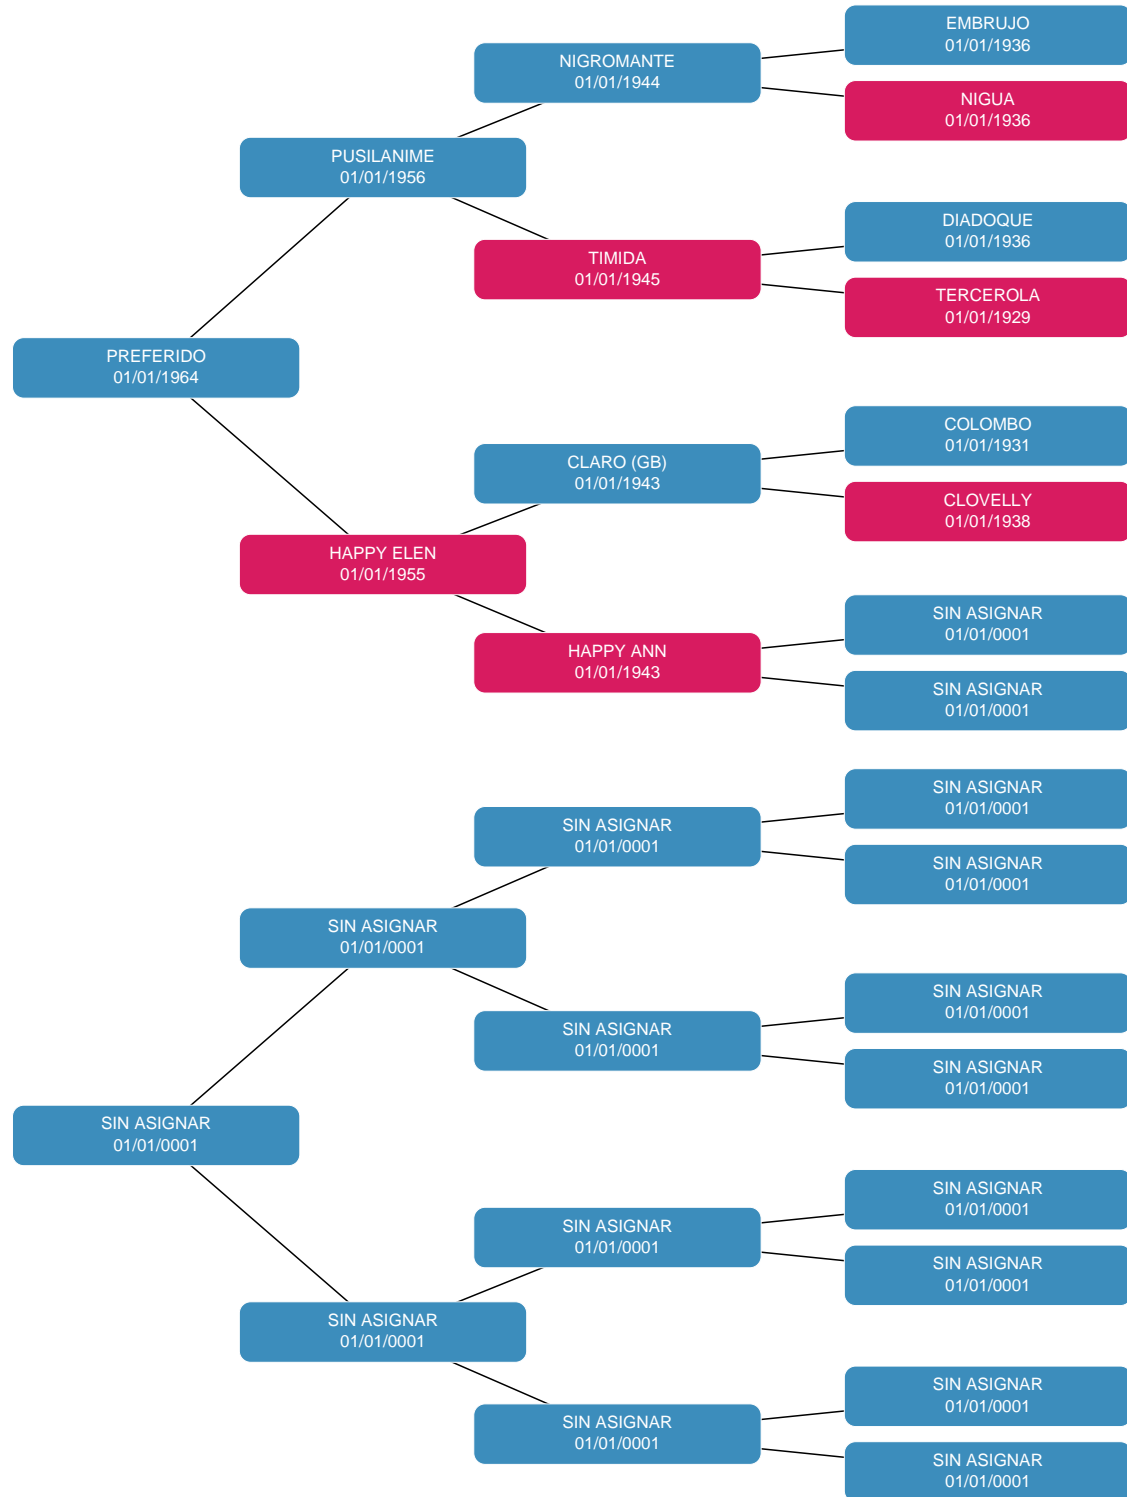 EMBRUJO
01/01/1936
NIGROMANTE
01/01/1944
NIGUA
01/01/1936
PUSILANIME
01/01/1956
DIADOQUE
01/01/1936
TIMIDA
01/01/1945
TERCEROLA
01/01/1929
PREFERIDO
01/01/1964
COLOMBO
01/01/1931
CLARO (GB)
01/01/1943
CLOVELLY
01/01/1938
HAPPY ELEN
01/01/1955
SIN ASIGNAR
01/01/0001
HAPPY ANN
01/01/1943
SIN ASIGNAR
01/01/0001
SIN ASIGNAR
01/01/0001
SIN ASIGNAR
01/01/0001
SIN ASIGNAR
01/01/0001
SIN ASIGNAR
01/01/0001
SIN ASIGNAR
01/01/0001
SIN ASIGNAR
01/01/0001
SIN ASIGNAR
01/01/0001
SIN ASIGNAR
01/01/0001
SIN ASIGNAR
01/01/0001
SIN ASIGNAR
01/01/0001
SIN ASIGNAR
01/01/0001
SIN ASIGNAR
01/01/0001
SIN ASIGNAR
01/01/0001
SIN ASIGNAR
01/01/0001
SIN ASIGNAR
01/01/0001